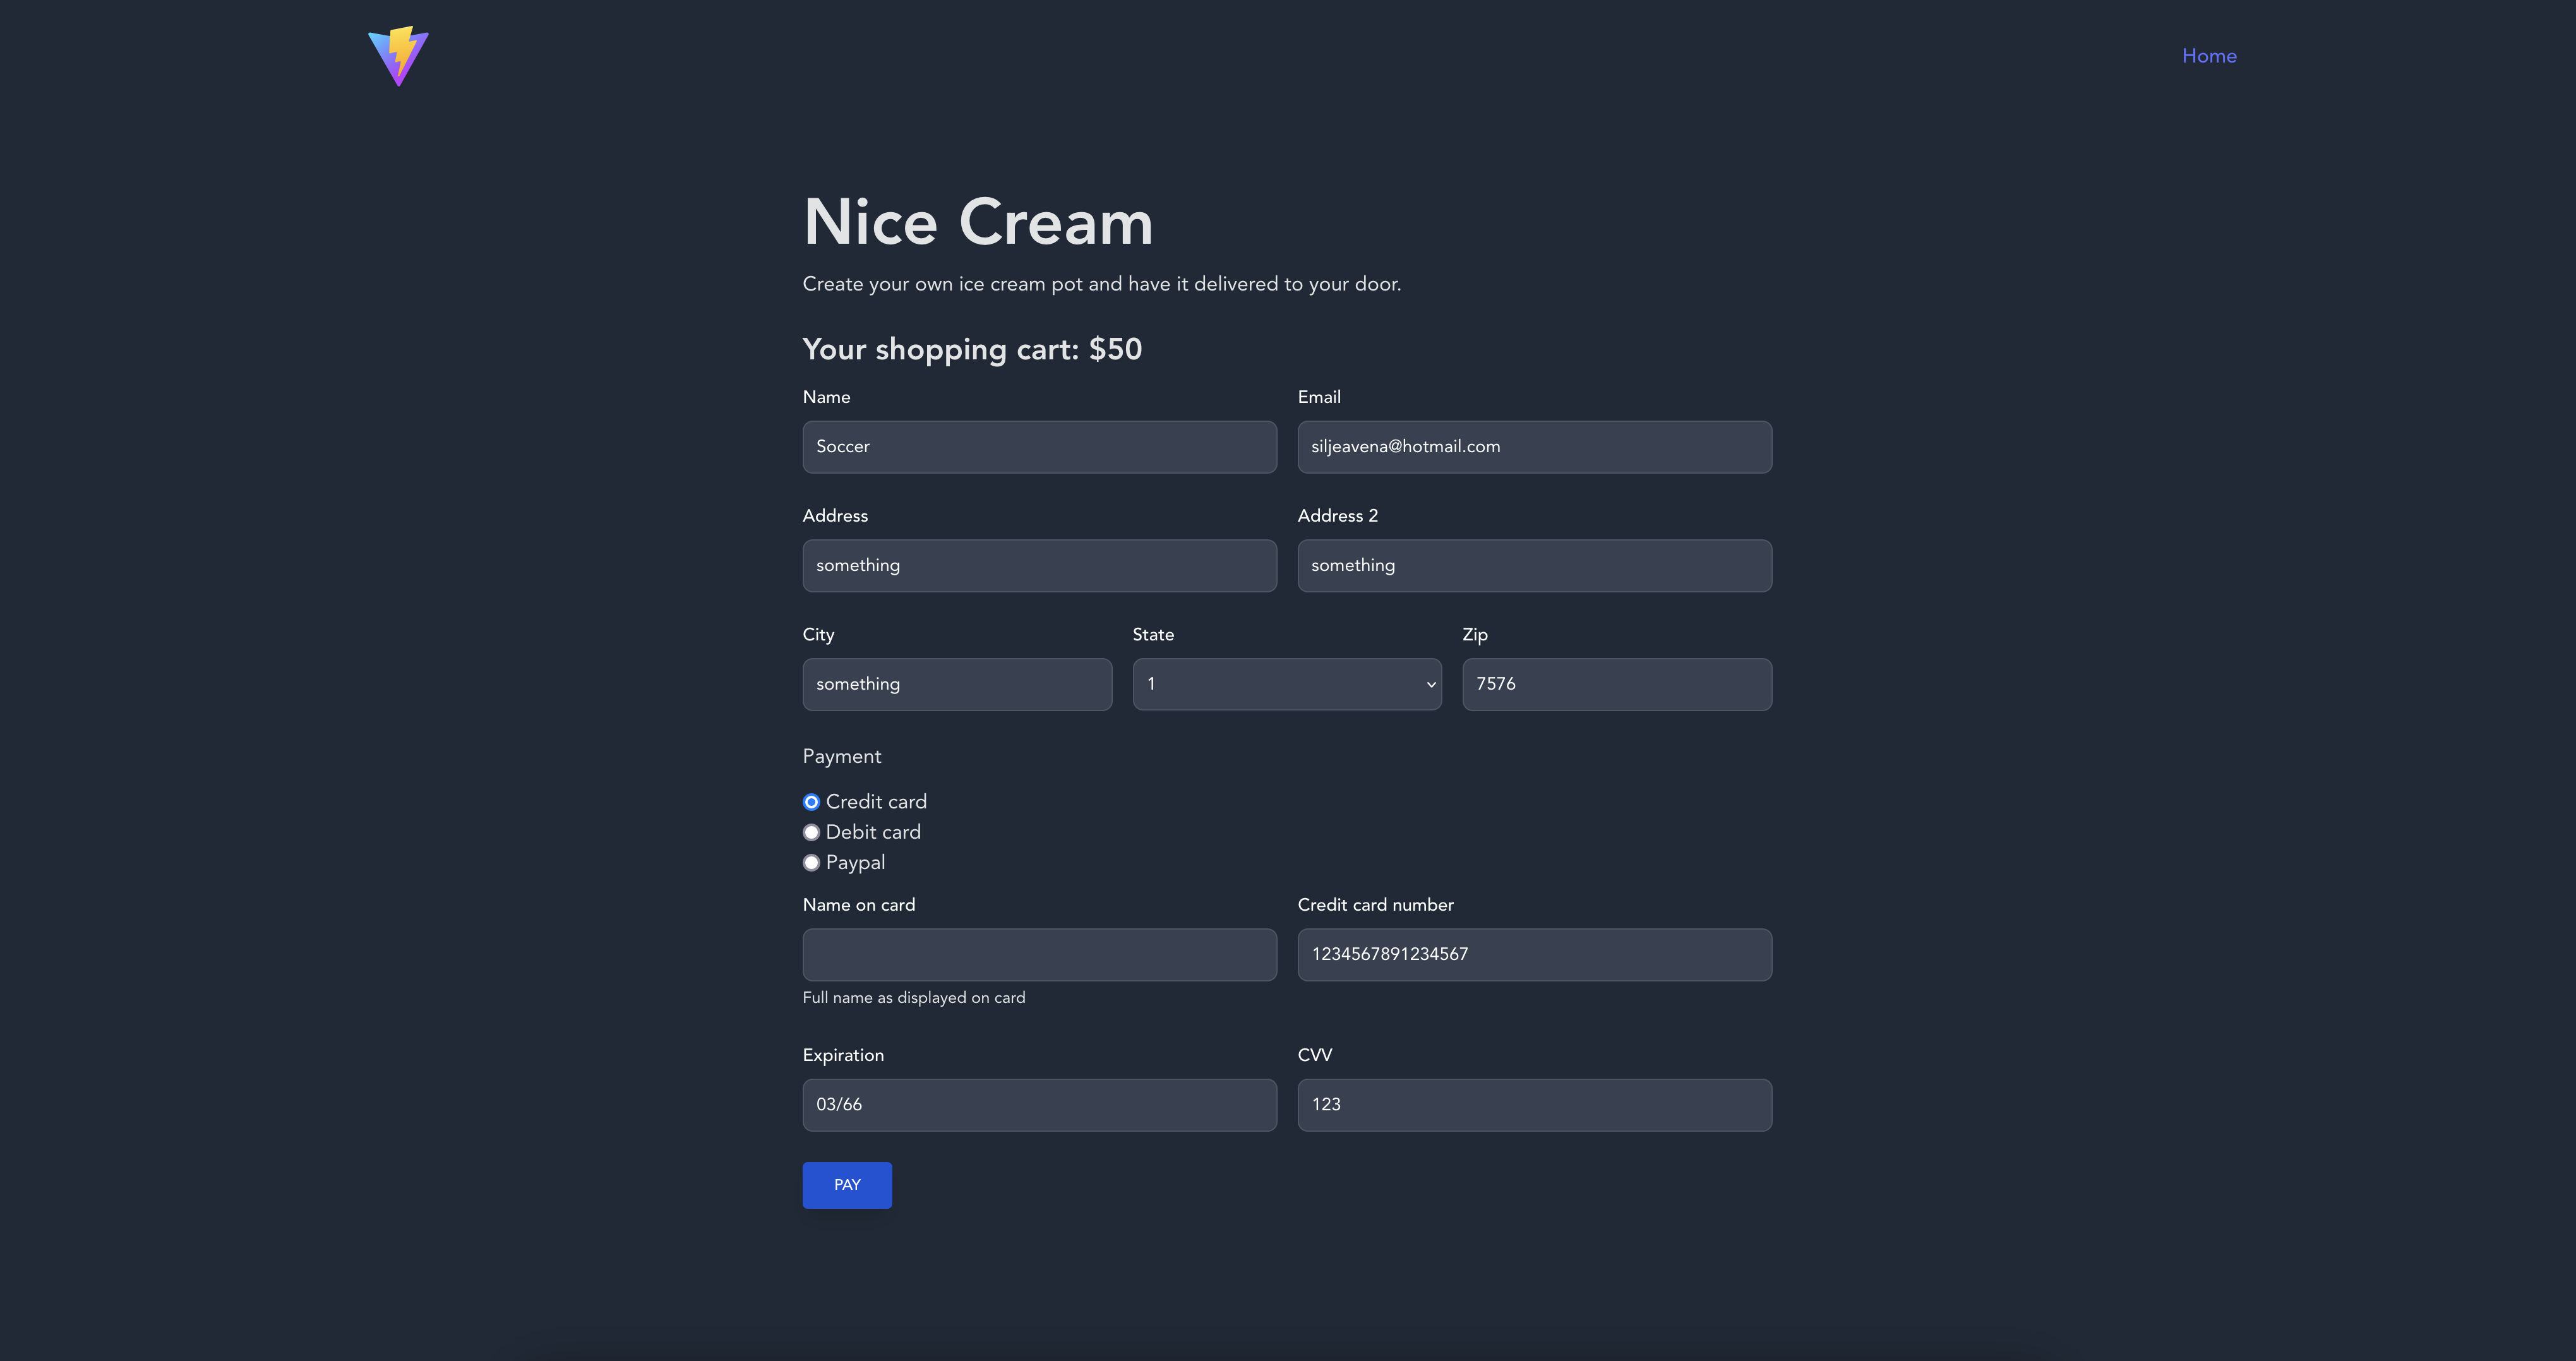 Home
Nice Cream
Create your own ice cream pot and have it delivered to your door.
Your shopping cart: $50
Name Email
Soccer siljeavena@hotmail.com
Address Address 2
something something
City State Zip
something 1 7576
Payment
Credit card
Debit card
Paypal
Name on card Credit card number
1234567891234567
Full name as displayed on card
Expiration CVV
03/66 123
PAY